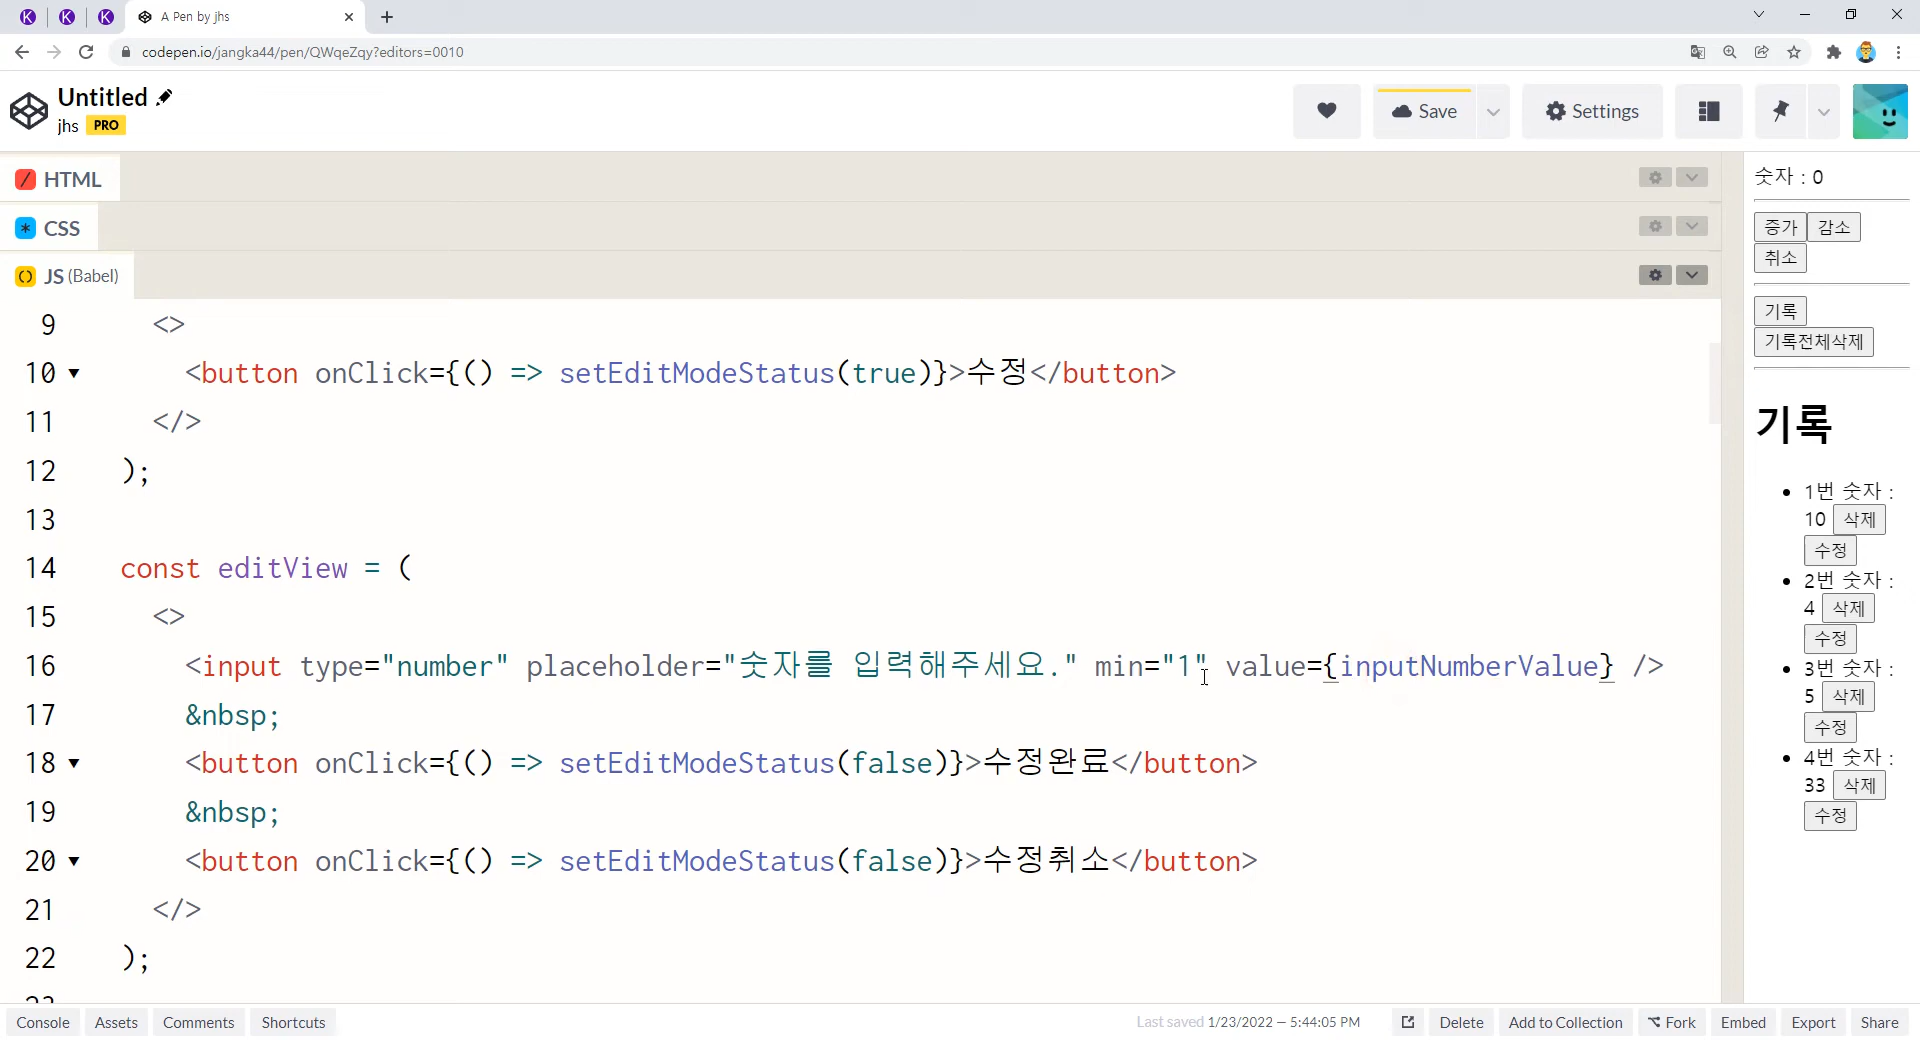 A Pen by jhs
codepen.io/jangka44/pen/QWqeZqy?editors=0010
Untitled
jhs PRO
Save
Settings
HTML
CSS
JS (Babel)
9 <>
10 <button onClick={() => setEditModeStatus(true)}>수정</button>
11 </>
12 );
13
14 const editView = (
15 <>
16 <input type="number" placeholder="숫자를 입력해주세요." min="1" value={inputNumberValue} />
17 &nbsp;
18 <button onClick={() => setEditModeStatus(false)}>수정완료</button>
19 &nbsp;
20 <button onClick={() => setEditModeStatus(false)}>수정취소</button>
21 </>
22 );
숫자 : 0
증가 감소
취소
기록
기록전체삭제
기록
1번 숫자 :
10 삭제
수정
2번 숫자 :
4 삭제
수정
3번 숫자 :
5 삭제
수정
4번 숫자 :
33 삭제
수정
Console Assets Comments Shortcuts
Last saved 1/23/2022 — 5:44:05 PM
Delete Add to Collection Fork Embed Export Share